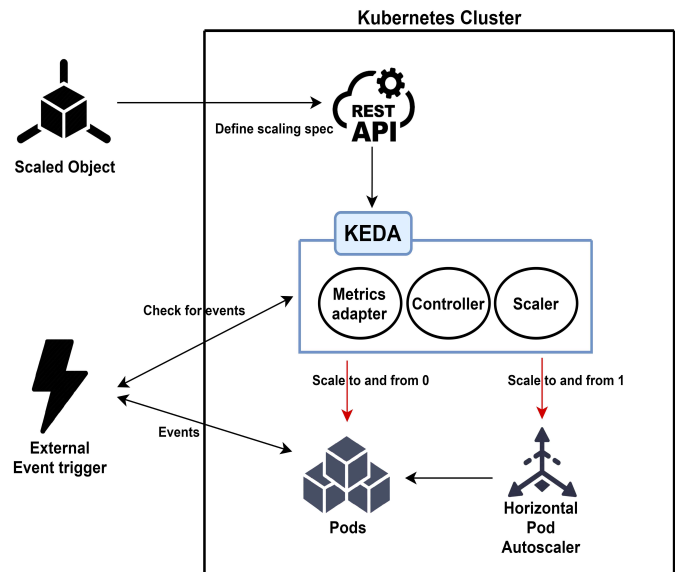 Kubernetes Cluster
REST
API
Define scaling spec
Scaled Object
KEDA
Metrics
adapter
Controller
Scaler
Check for events
Scale to and from 0
Scale to and from 1
Events
External
Event trigger
Pods
Horizontal
Pod
Autoscaler